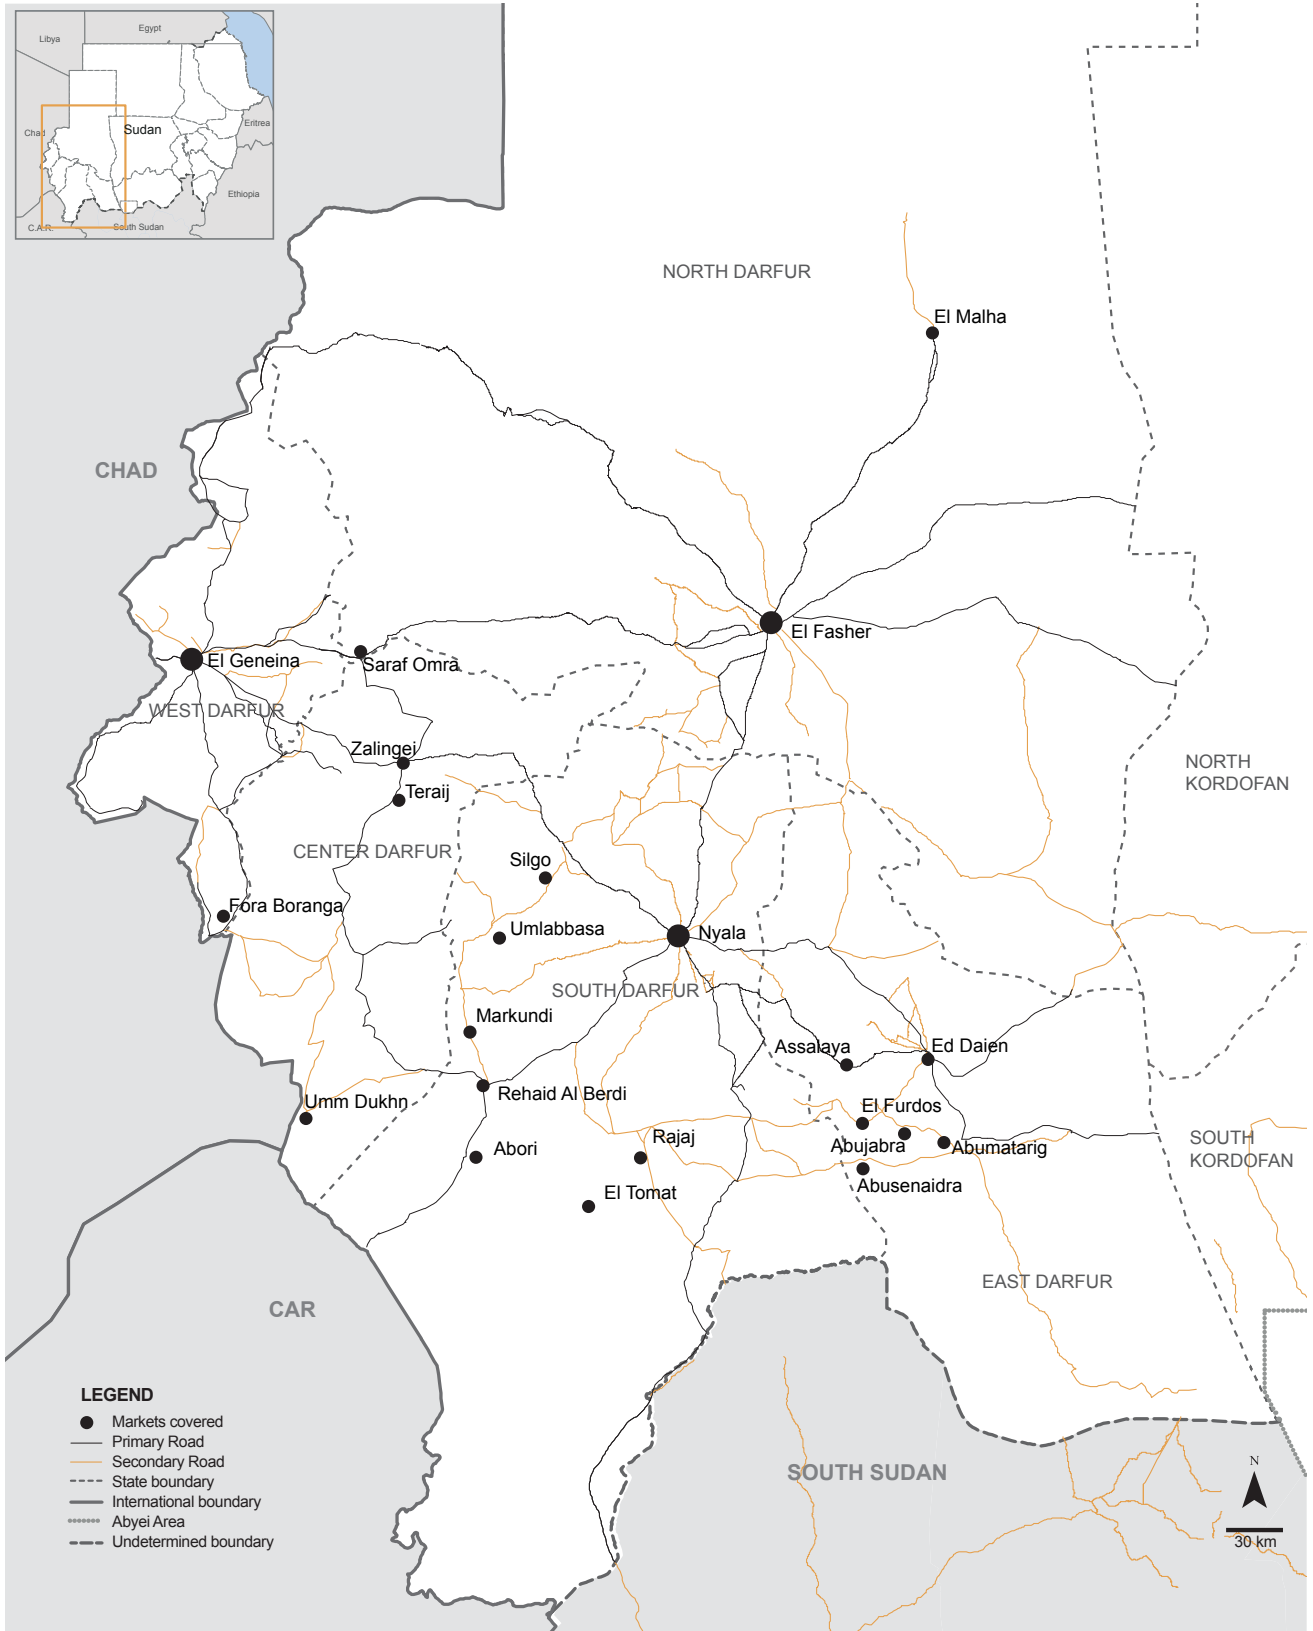 Libya
Egypt
Chad
Sudan
Eritrea
Ethiopia
C.A.R.
South Sudan
NORTH DARFUR
El Malha
CHAD
El Fasher
El Geneina
Saraf Omra
WEST DARFUR
Zalingei
NORTH
KORDOFAN
Teraij
CENTER DARFUR
Silgo
Fora Boranga
Umlabbasa
Nyala
SOUTH DARFUR
Markundi
Assalaya
Ed Daien
Rehaid Al Berdi
Umm Dukhn
El Furdos
Rajaj
Abujabra
Abumatarig
SOUTH
KORDOFAN
Abori
Abusenaidra
El Tomat
EAST DARFUR
CAR
LEGEND
Markets covered
Primary Road
Secondary Road
State boundary
International boundary
Abyei Area
Undetermined boundary
SOUTH SUDAN
N
30 km